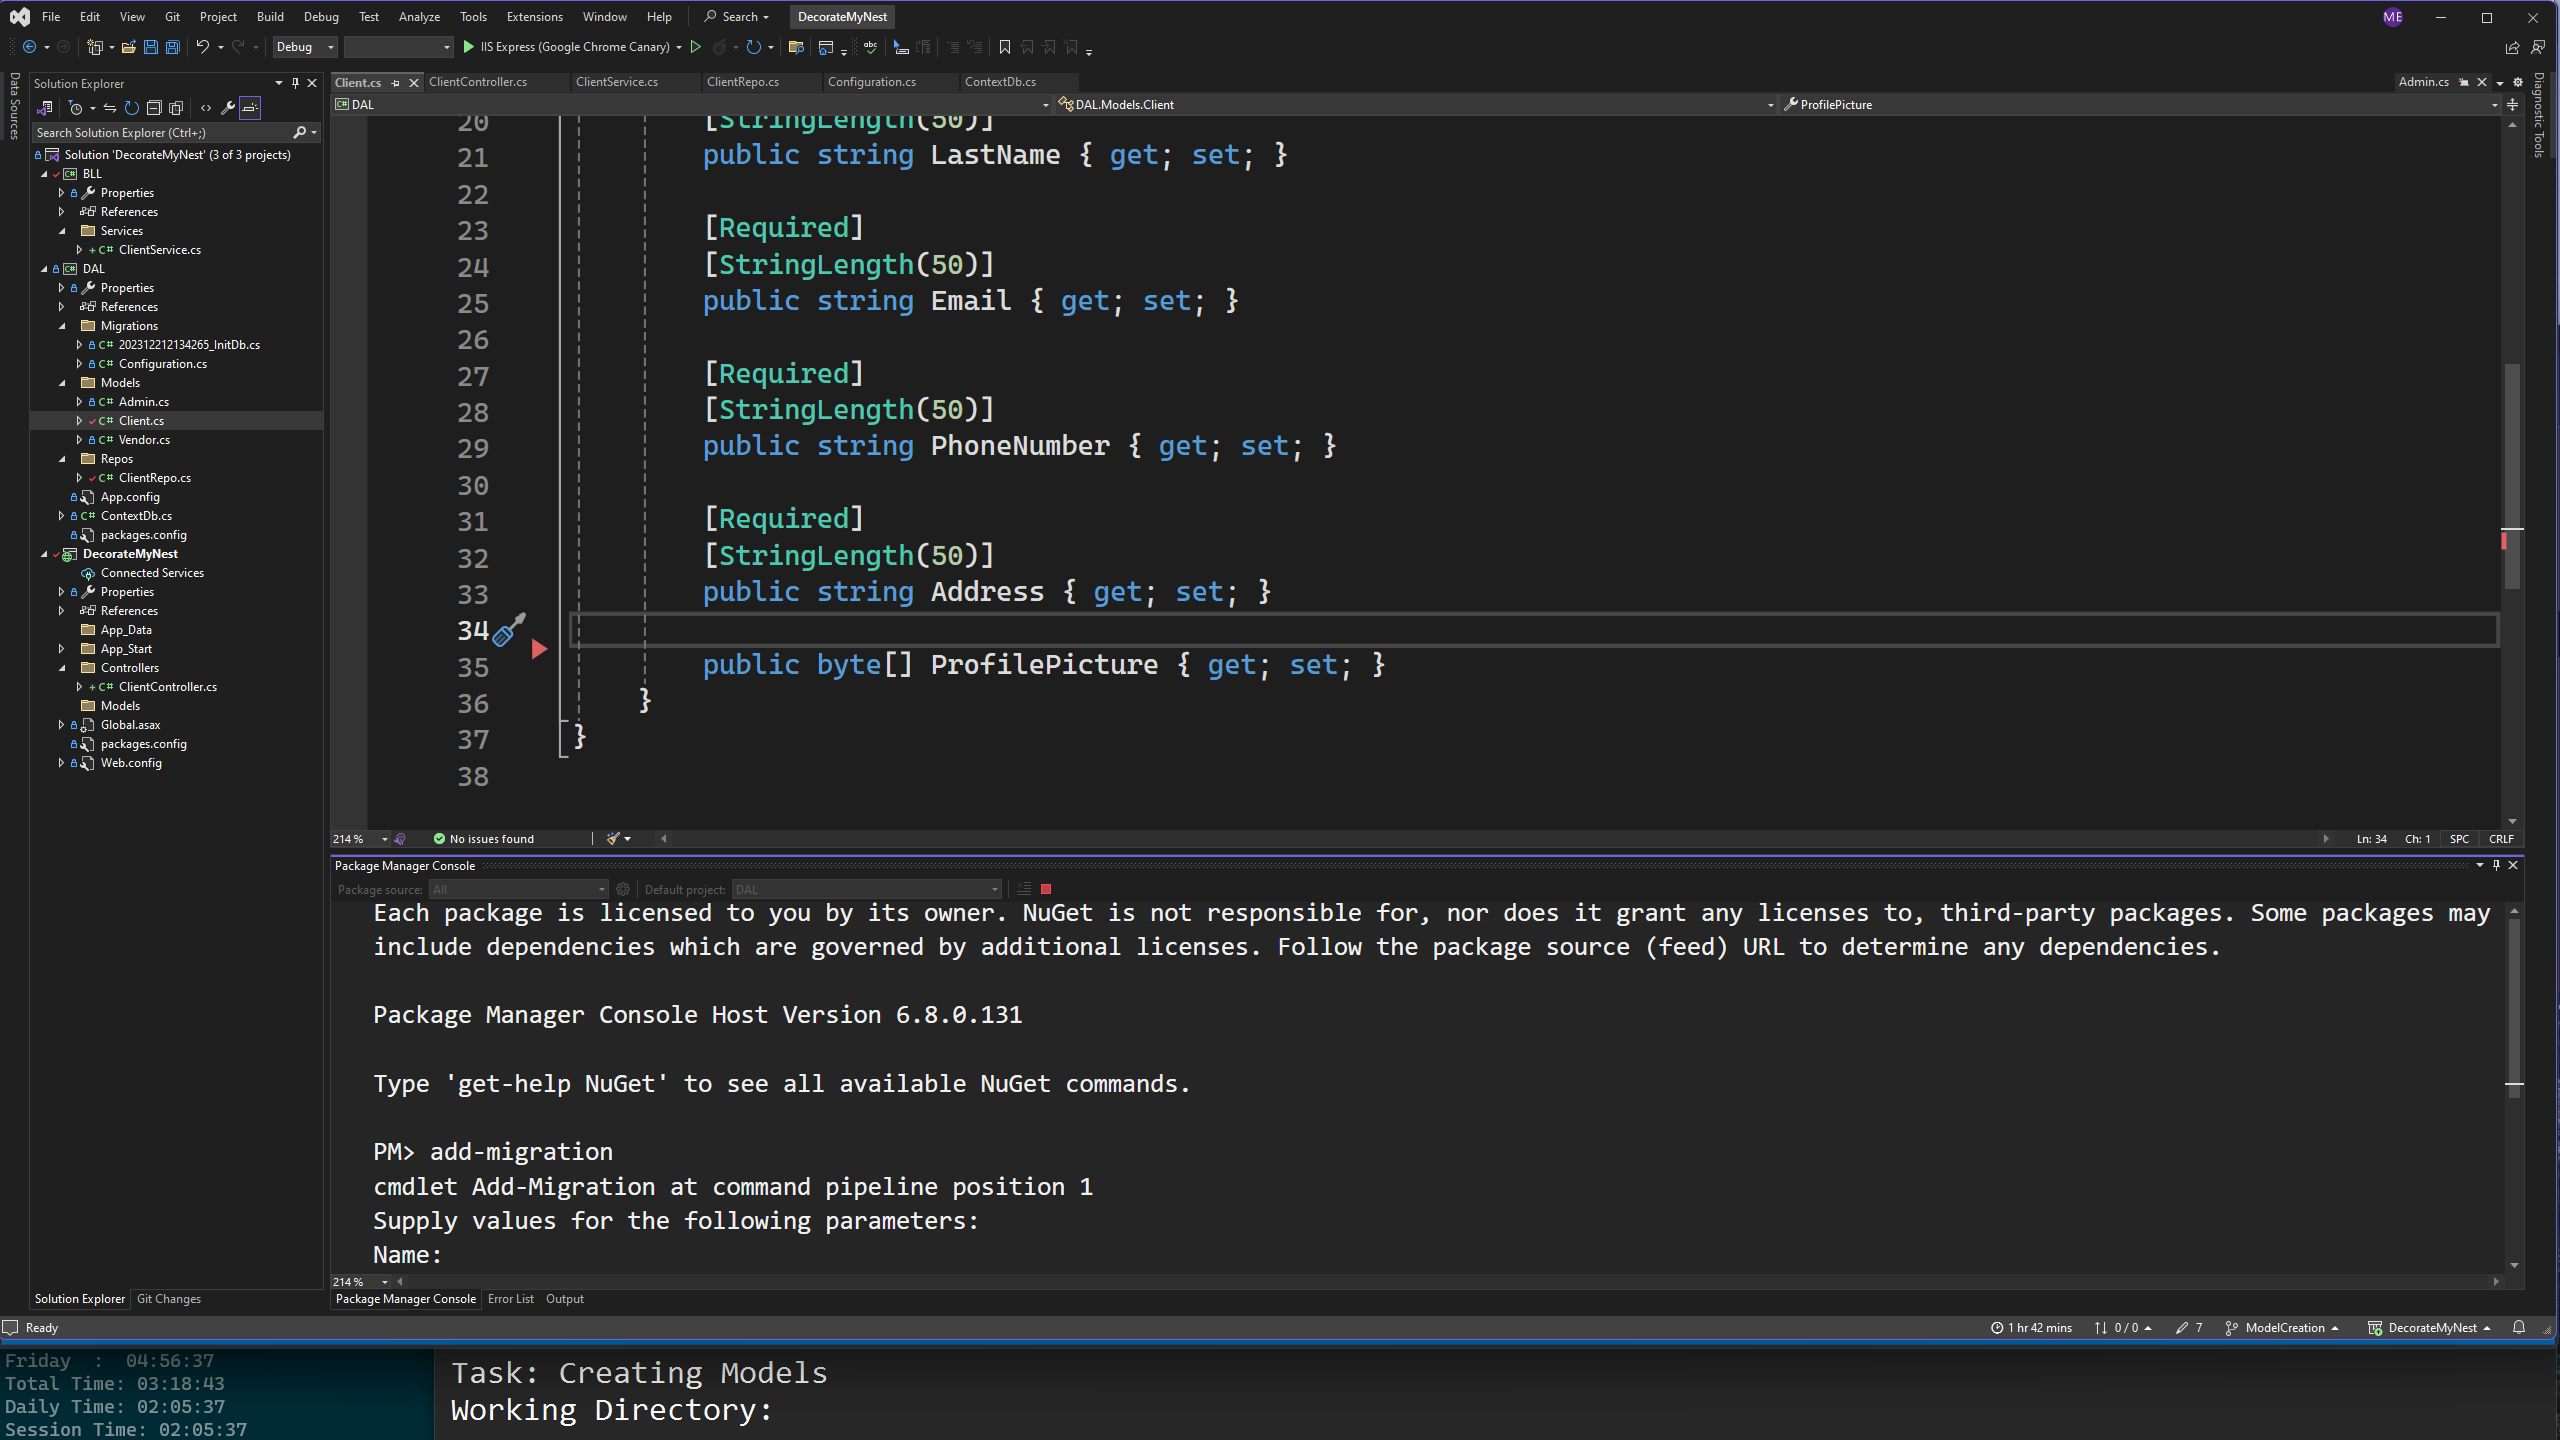 File Edit View Git Project Build Debug Test Analyze Tools Extensions Window Help Search DecorateMyNest ME
Debug IIS Express (Google Chrome Canary)
Data Sources
Solution Explorer
Search Solution Explorer (Ctrl+;)
Solution 'DecorateMyNest' (3 of 3 projects)
BLL
Properties
References
Services
C# ClientService.cs
DAL
Properties
References
Migrations
C# 202312212134265_InitDb.cs
C# Configuration.cs
Models
C# Admin.cs
C# Client.cs
C# Vendor.cs
Repos
C# ClientRepo.cs
App.config
C# ContextDb.cs
packages.config
DecorateMyNest
Connected Services
Properties
References
App_Data
App_Start
Controllers
C# ClientController.cs
Models
Global.asax
packages.config
Web.config
Solution Explorer Git Changes
Client.cs ClientController.cs ClientService.cs ClientRepo.cs Configuration.cs ContextDb.cs Admin.cs
DAL DAL.Models.Client ProfilePicture
Diagnostic Tools
20 [StringLength(50)]
21 public string LastName { get; set; }
22
23 [Required]
24 [StringLength(50)]
25 public string Email { get; set; }
26
27 [Required]
28 [StringLength(50)]
29 public string PhoneNumber { get; set; }
30
31 [Required]
32 [StringLength(50)]
33 public string Address { get; set; }
34
35 public byte[] ProfilePicture { get; set; }
36 }
37 }
38
214 % No issues found Ln: 34 Ch: 1 SPC CRLF
Package Manager Console
Package source: All Default project: DAL
Each package is licensed to you by its owner. NuGet is not responsible for, nor does it grant any licenses to, third-party packages. Some packages may
include dependencies which are governed by additional licenses. Follow the package source (feed) URL to determine any dependencies.
Package Manager Console Host Version 6.8.0.131
Type 'get-help NuGet' to see all available NuGet commands.
PM> add-migration
cmdlet Add-Migration at command pipeline position 1
Supply values for the following parameters:
Name:
214 %
Package Manager Console Error List Output
Ready 1 hr 42 mins 0 / 0 7 ModelCreation DecorateMyNest
Friday : 04:56:37
Total Time: 03:18:43
Daily Time: 02:05:37
Session Time: 02:05:37
Task: Creating Models
Working Directory: